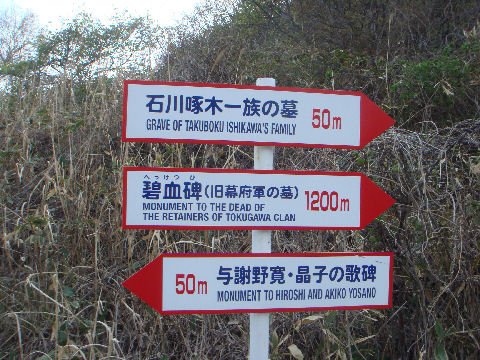 石川啄木一族の墓 50m
GRAVE OF TAKUBOKU ISHIKAWA'S FAMILY
へっけつひ
碧血碑(旧幕府軍の墓) 1200m
MONUMENT TO THE DEAD OF
THE RETAINERS OF TOKUGAWA CLAN
50m 与謝野寛・晶子の歌碑
MONUMENT TO HIROSHI AND AKIKO YOSANO